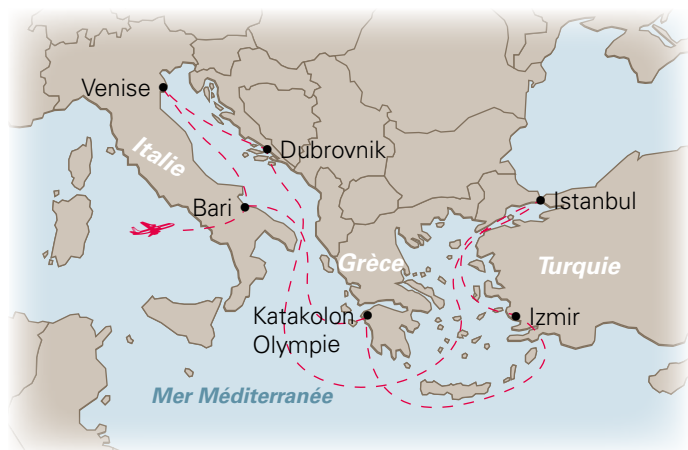 Venise
Italie
Dubrovnik
Bari
Istanbul
Grèce
Turquie
Katakolon
Olympie
Izmir
Mer Méditerranée